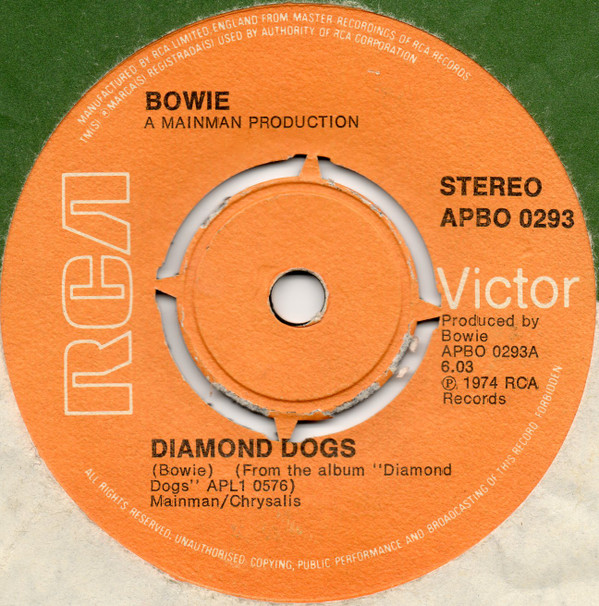 MANUFACTURED BY RCA LIMITED, ENGLAND FROM MASTER RECORDINGS OF RCA RECORDS
TM(S) ® MARCA(S) REGISTRADA(S) USED BY AUTHORITY OF RCA CORPORATION
BOWIE
A MAINMAN PRODUCTION
RCA
STEREO
APBO 0293
Victor
Produced by
Bowie
APBO 0293A
6.03
℗ 1974 RCA
Records
DIAMOND DOGS
(Bowie) (From the album "Diamond
Dogs" APL1 0576)
Mainman/Chrysalis
ALL RIGHTS RESERVED, UNAUTHORISED COPYING, PUBLIC PERFORMANCE AND BROADCASTING OF THIS RECORD FORBIDDEN